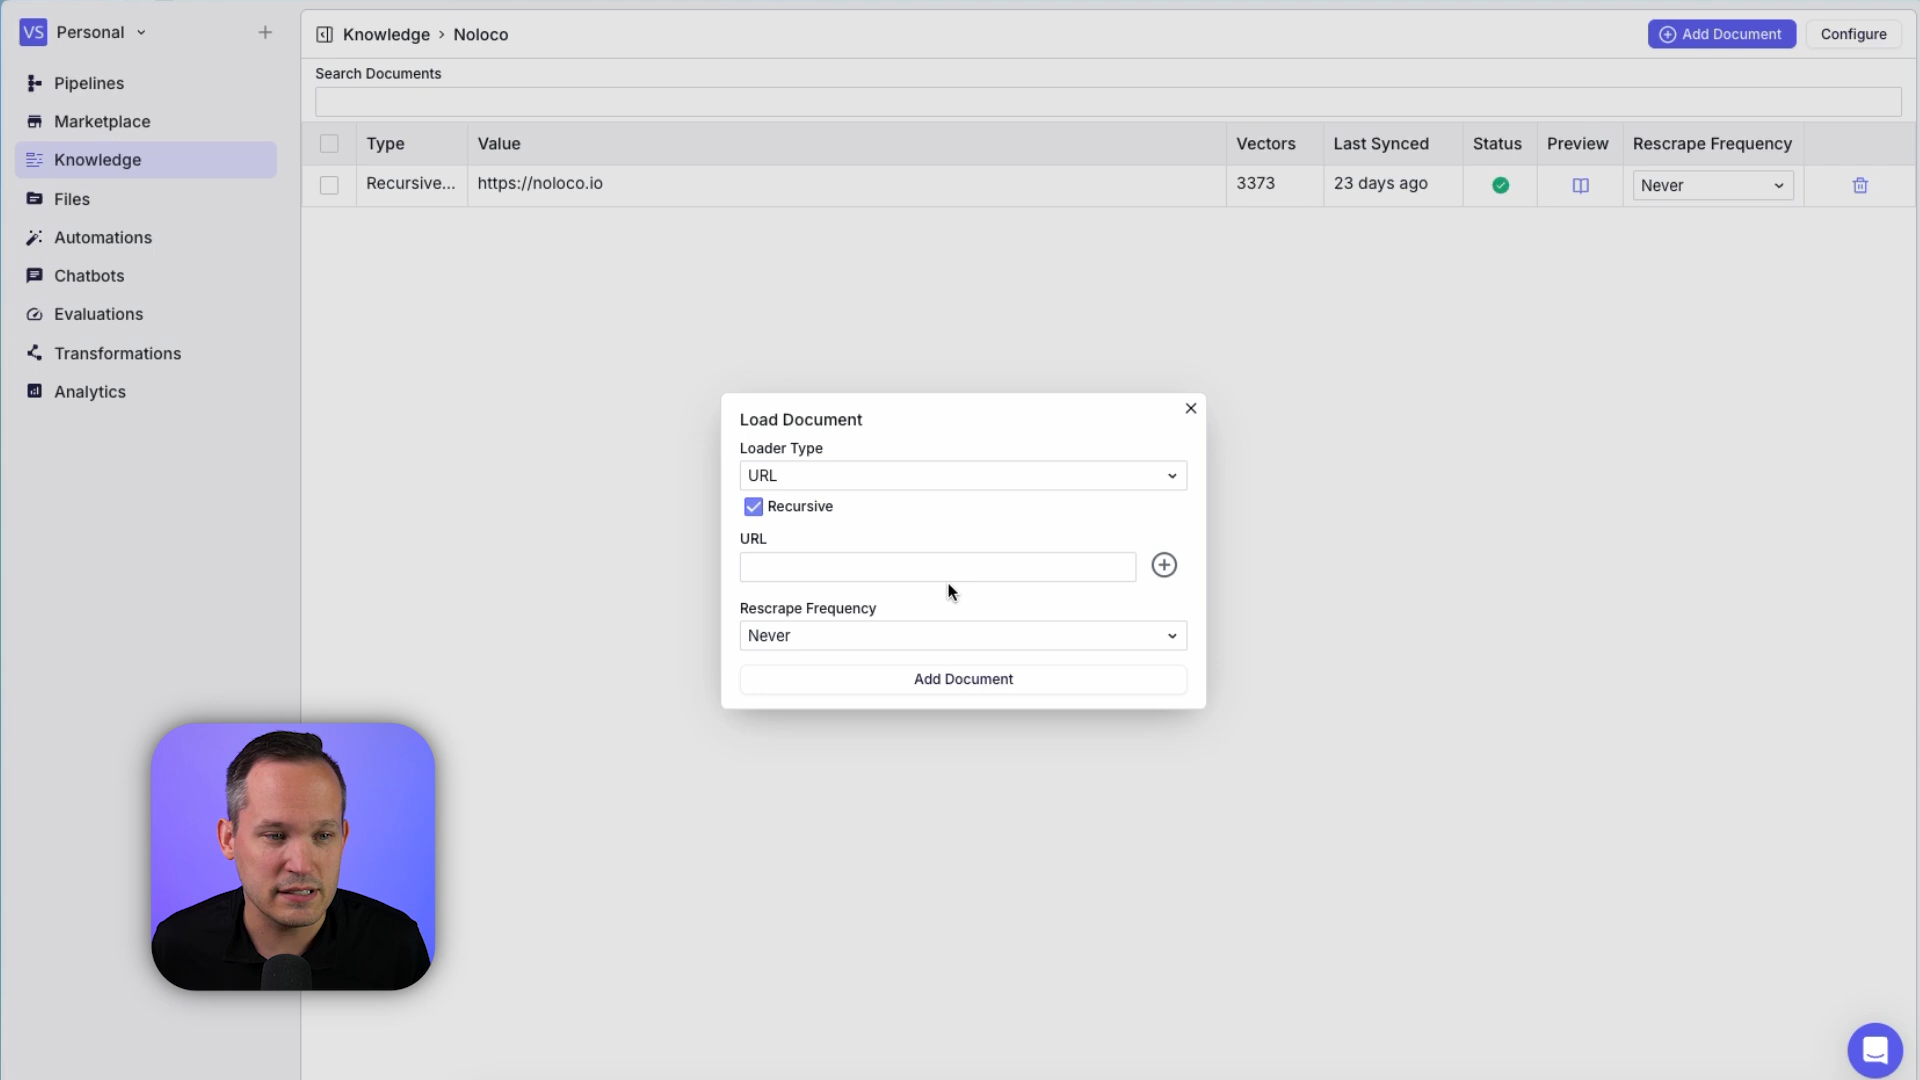 VS Personal
Pipelines
Marketplace
Knowledge
Files
Automations
Chatbots
Evaluations
Transformations
Analytics
Knowledge > Noloco
Add Document
Configure
Search Documents
Type Value Vectors Last Synced Status Preview Rescrape Frequency
Recursive... https://noloco.io 3373 23 days ago Never
Load Document
Loader Type
URL
Recursive
URL
Rescrape Frequency
Never
Add Document